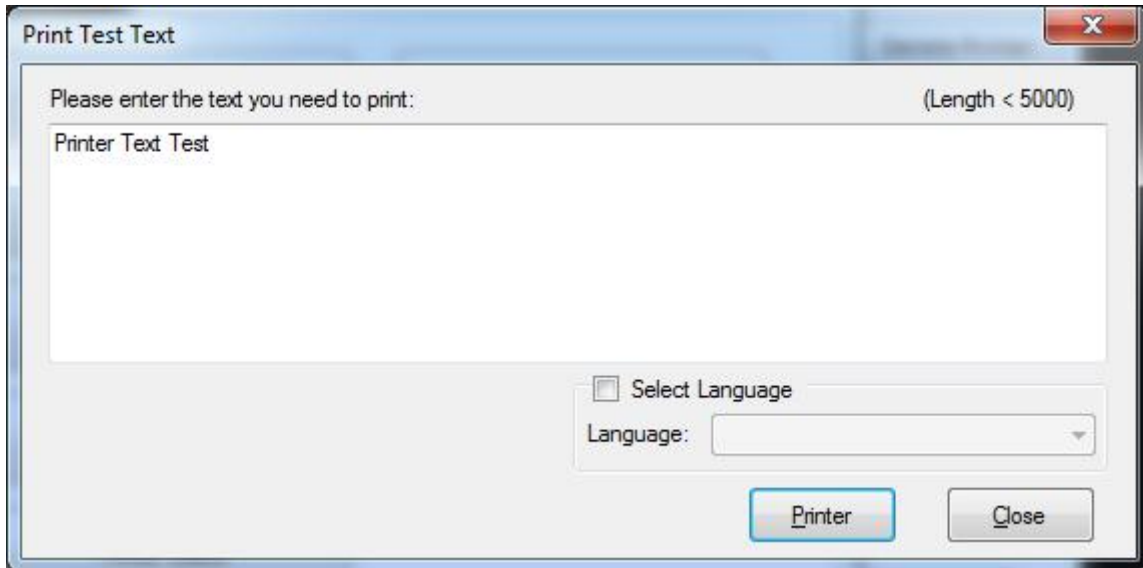 Print Test Text
Please enter the text you need to print: (Length < 5000)
Printer Text Test
Select Language
Language:
Printer Close